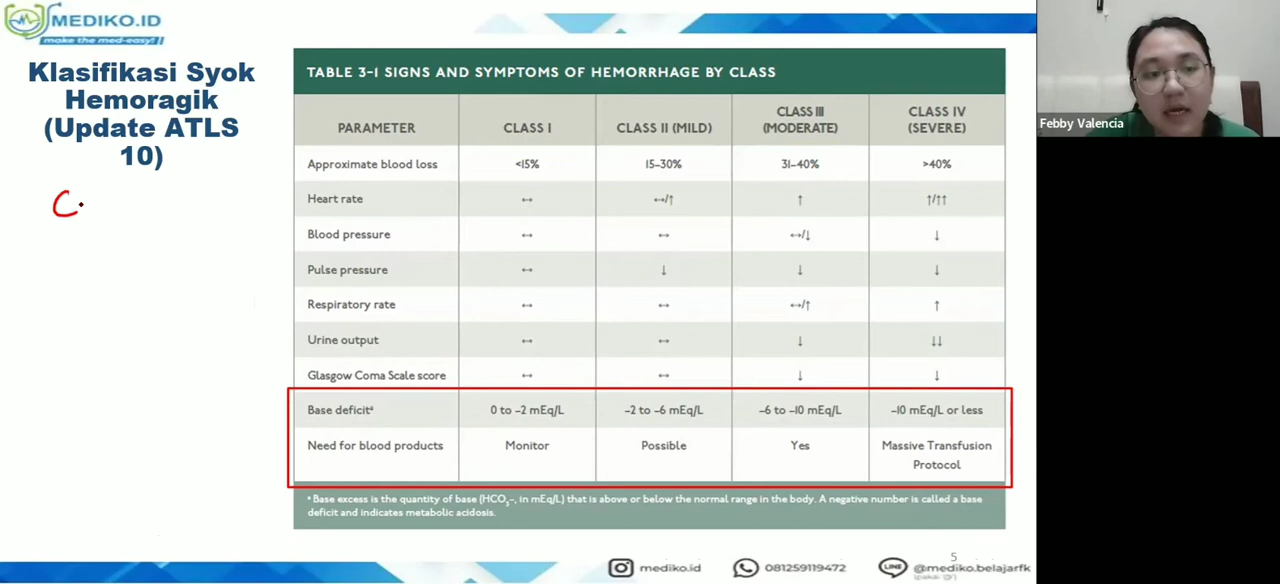 MEDIKO.ID
make the med-easy!!
Klasifikasi Syok
Hemoragik
(Update ATLS
10)
C
TABLE 3-1 SIGNS AND SYMPTOMS OF HEMORRHAGE BY CLASS
PARAMETER CLASS I CLASS II (MILD) CLASS III (MODERATE) CLASS IV (SEVERE)
Approximate blood loss <15% 15–30% 31–40% >40%
Heart rate ↔ ↔/↑ ↑ ↑/↑↑
Blood pressure ↔ ↔ ↔/↓ ↓
Pulse pressure ↔ ↓ ↓ ↓
Respiratory rate ↔ ↔ ↔/↑ ↑
Urine output ↔ ↔ ↓ ↓↓
Glasgow Coma Scale score ↔ ↔ ↓ ↓
Base deficitᵃ 0 to –2 mEq/L –2 to –6 mEq/L –6 to –10 mEq/L –10 mEq/L or less
Need for blood products Monitor Possible Yes Massive Transfusion Protocol
ᵃ Base excess is the quantity of base (HCO₃–, in mEq/L) that is above or below the normal range in the body. A negative number is called a base
deficit and indicates metabolic acidosis.
5
mediko.id 081259119472 @mediko.belajarfk
(pakai '@')
Febby Valencia